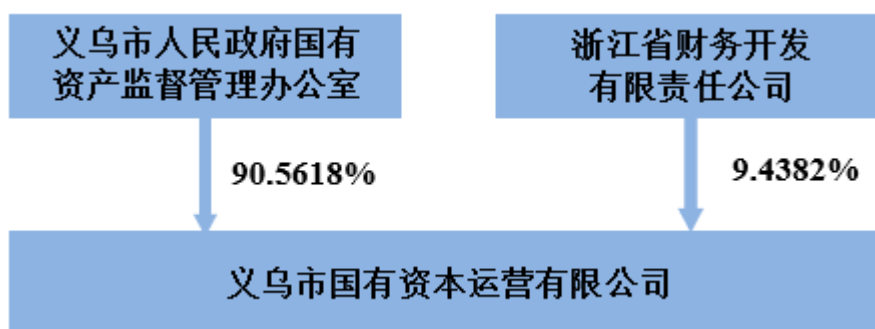 义乌市人民政府国有
资产监督管理办公室
浙江省财务开发
有限责任公司
90.5618%
9.4382%
义乌市国有资本运营有限公司